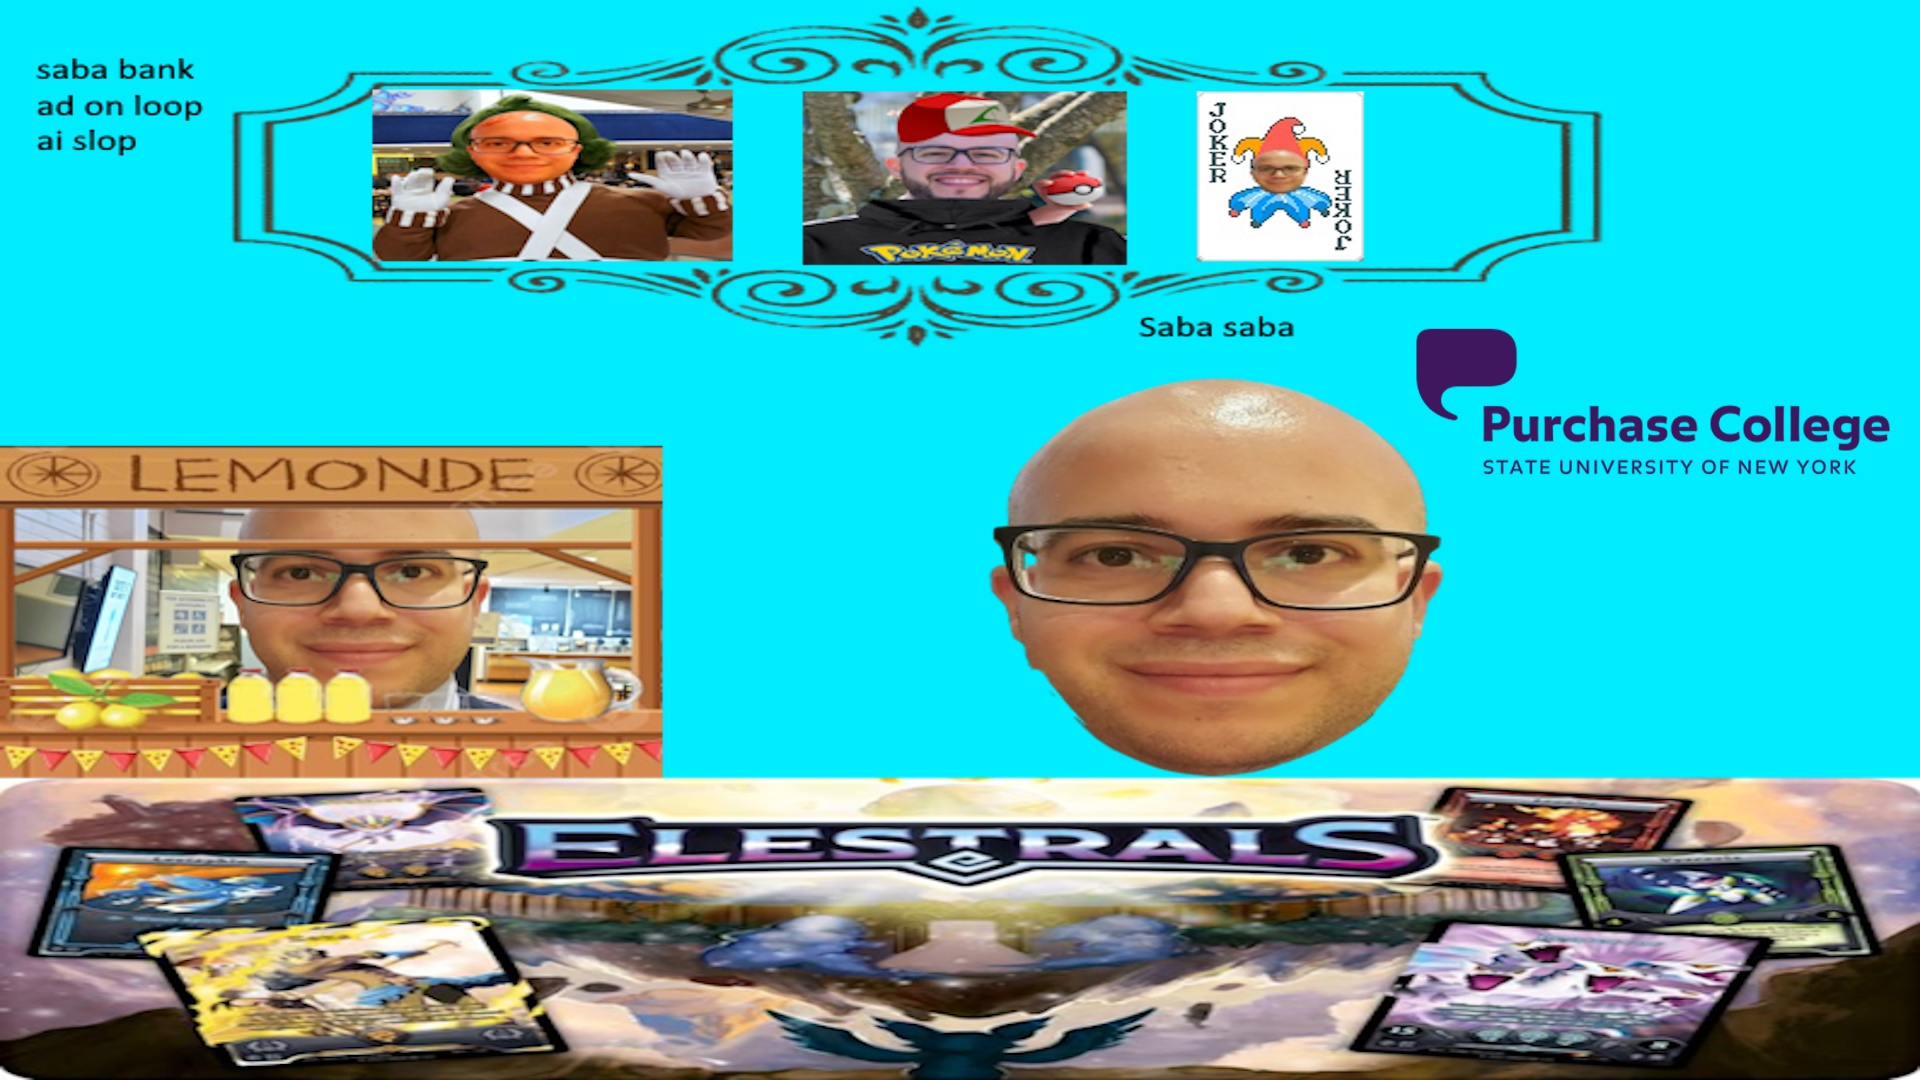 saba bank
ad on loop
ai slop
JOKER
POKéMON
JOKER
Saba saba
Purchase College
STATE UNIVERSITY OF NEW YORK
LEMONDE
ELESTRALS